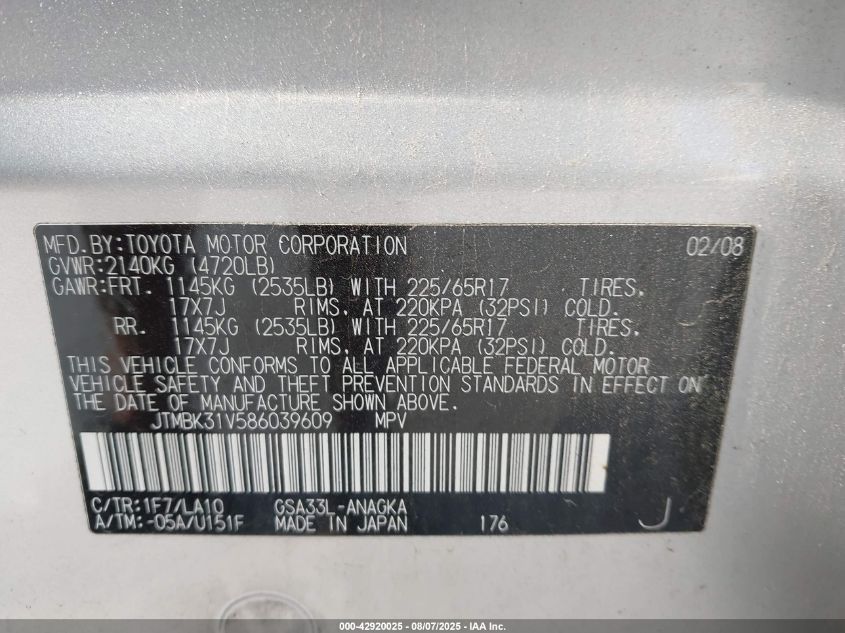 MFD.BY:TOYOTA MOTOR CORPORATION 02/08
GVWR:2140KG (4720LB)
GAWR:FRT. 1145KG (2535LB) WITH 225/65R17 TIRES,
17X7J RIMS, AT 220KPA (32PSI) COLD.
RR. 1145KG (2535LB) WITH 225/65R17 TIRES,
17X7J RIMS, AT 220KPA (32PSI) COLD.
THIS VEHICLE CONFORMS TO ALL APPLICABLE FEDERAL MOTOR
VEHICLE SAFETY AND THEFT PREVENTION STANDARDS IN EFFECT ON
THE DATE OF MANUFACTURE SHOWN ABOVE.
JTMBK31V586039609 MPV
C/TR:1F7/LA10 GSA33L-ANAGKA
A/TM:-05A/U151F MADE IN JAPAN 176 J
000-42920025 - 08/07/2025 - IAA Inc.